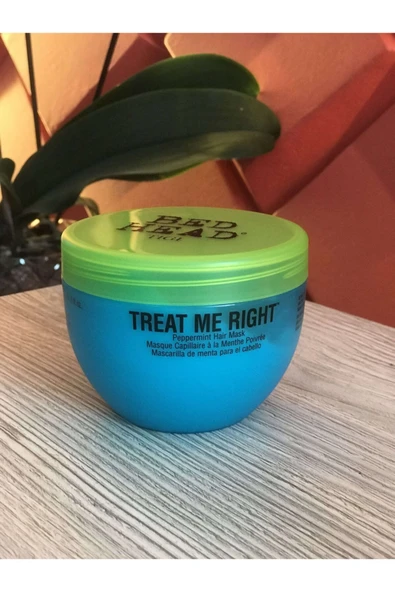 BED
HEAD®
TIGI
TREAT ME RIGHT™
Peppermint Hair Mask
Masque Capillaire à la Menthe Poivrée
Mascarilla de menta para el cabello